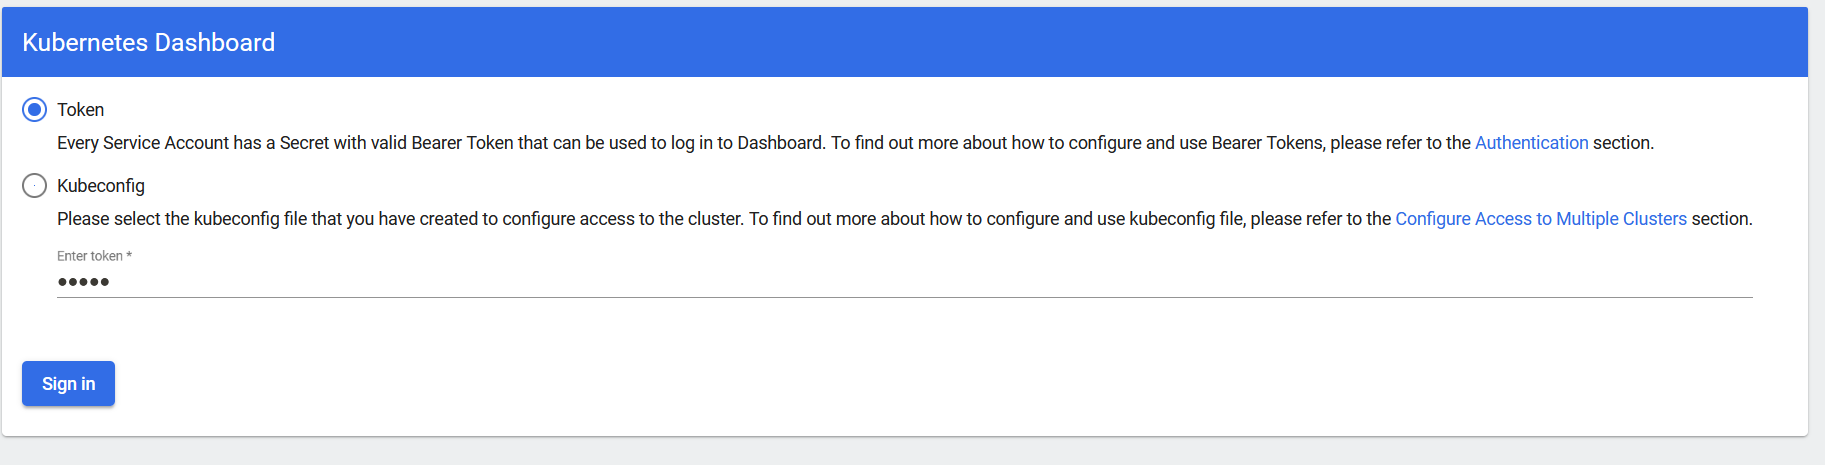 Kubernetes Dashboard
Token
Every Service Account has a Secret with valid Bearer Token that can be used to log in to Dashboard. To find out more about how to configure and use Bearer Tokens, please refer to the Authentication section.
Kubeconfig
Please select the kubeconfig file that you have created to configure access to the cluster. To find out more about how to configure and use kubeconfig file, please refer to the Configure Access to Multiple Clusters section.
Enter token *
•••••
Sign in